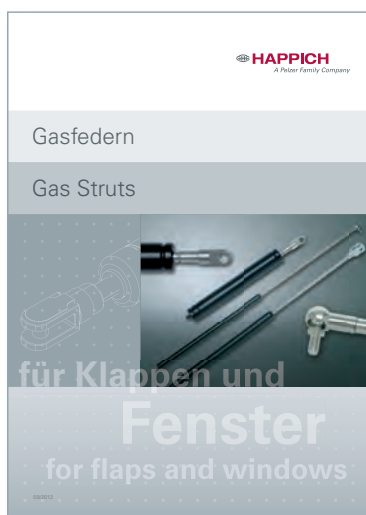 HAPPICH
A Pelzer Family Company
Gasfedern
Gas Struts
für Klappen und
Fenster
for flaps and windows